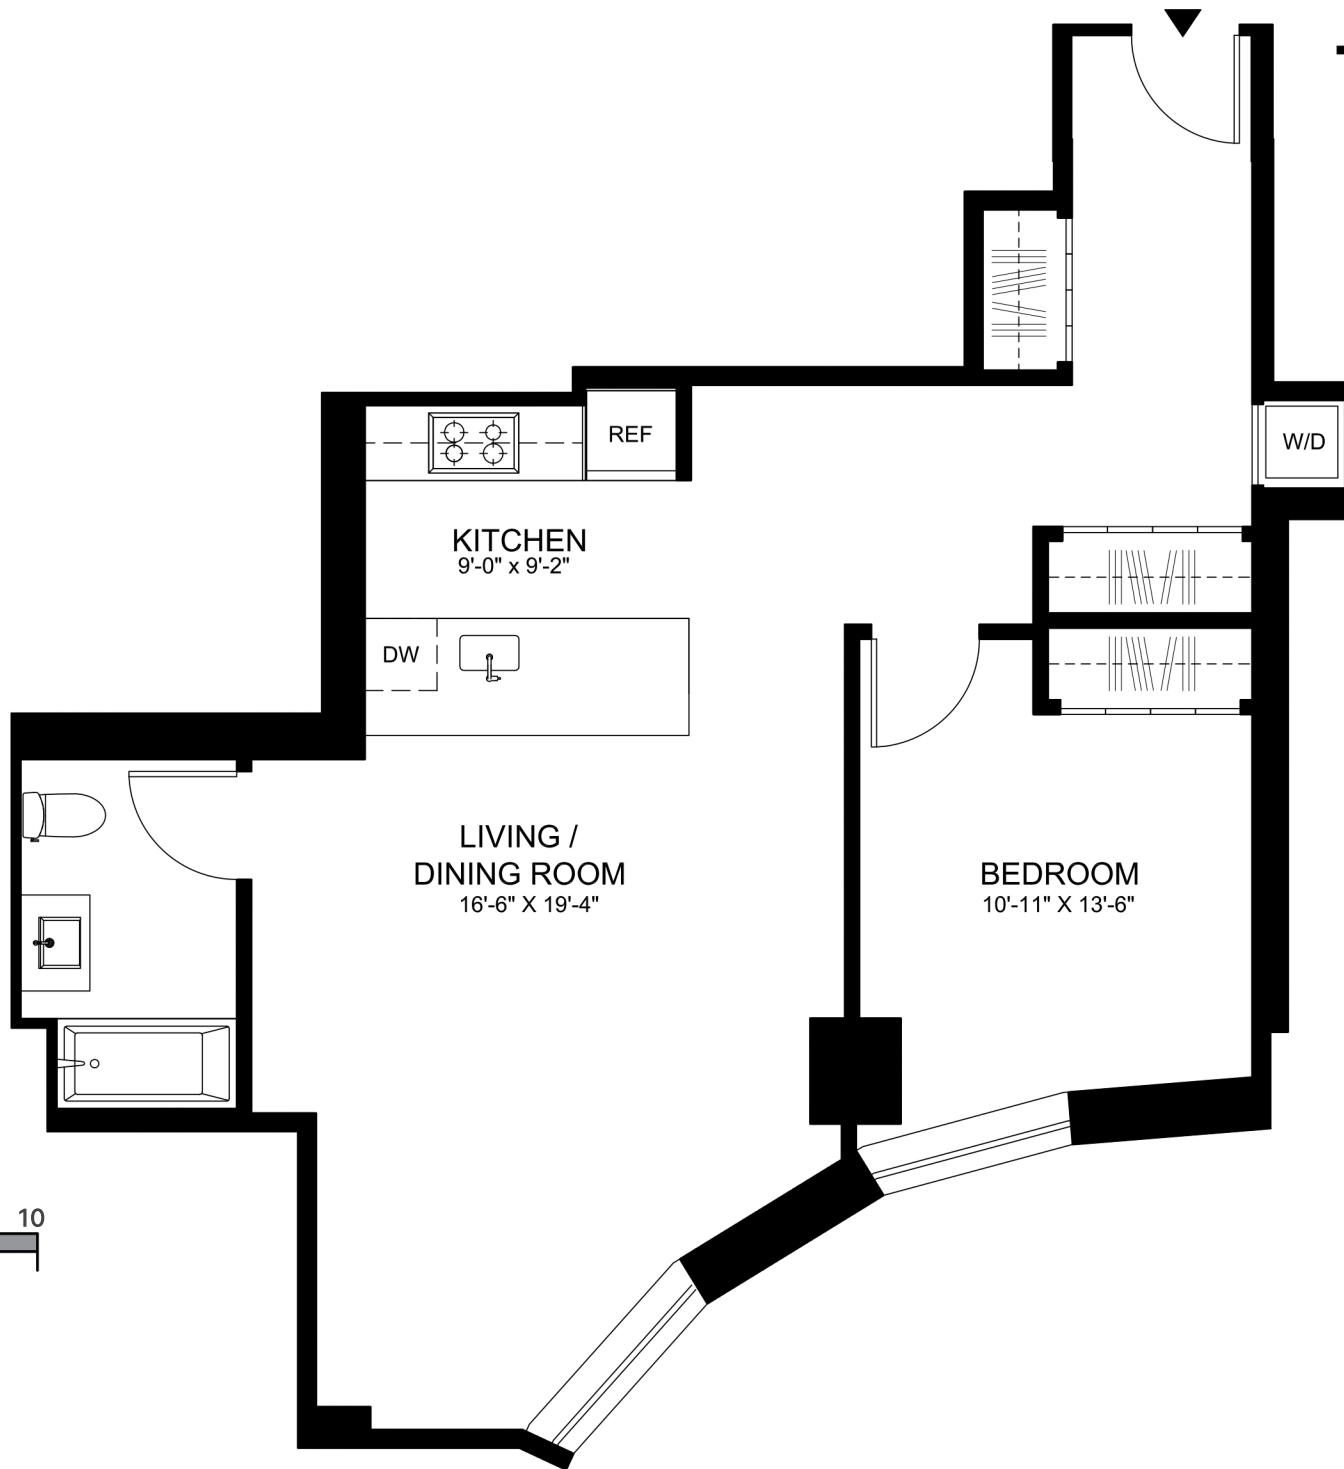 REF
W/D
KITCHEN
9'-0" x 9'-2"
DW
LIVING /
DINING ROOM
16'-6" X 19'-4"
BEDROOM
10'-11" X 13'-6"
10